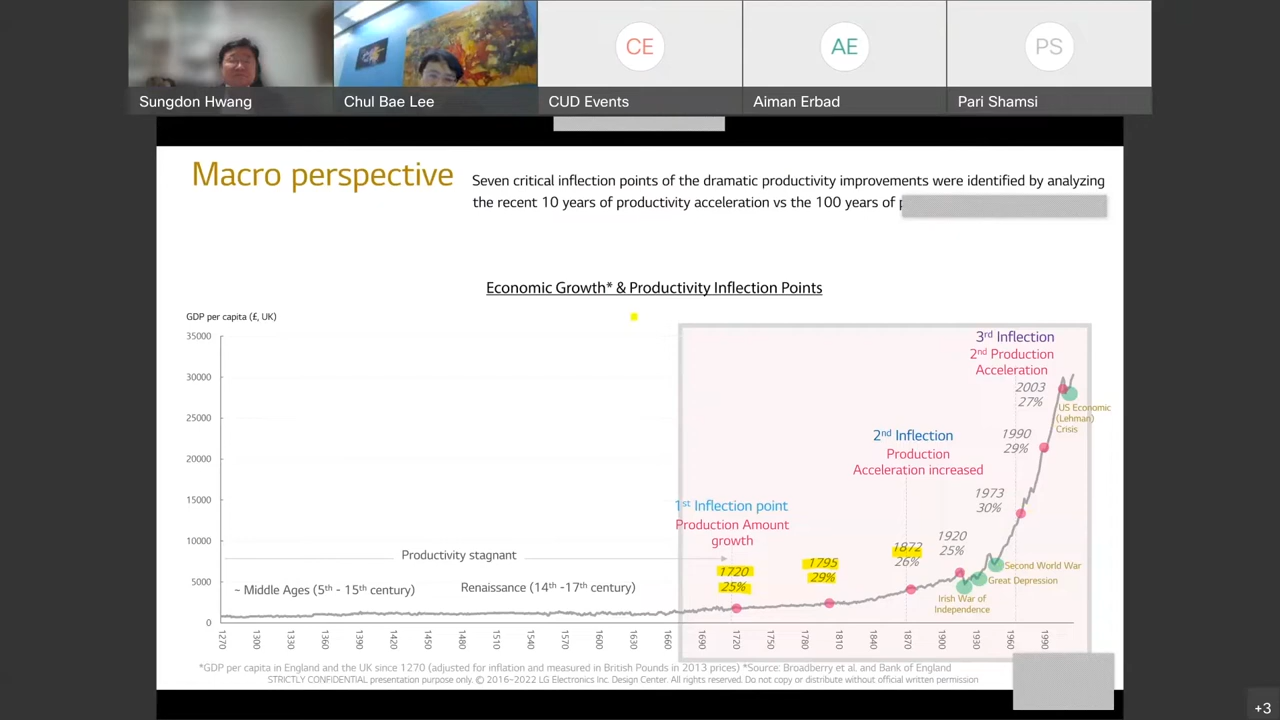 Sungdon Hwang
Chul Bae Lee
CE
CUD Events
AE
Aiman Erbad
PS
Pari Shamsi
Macro perspective
Seven critical inflection points of the dramatic productivity improvements were identified by analyzing
the recent 10 years of productivity acceleration vs the 100 years of
Economic Growth* & Productivity Inflection Points
GDP per capita (£, UK)
35000
30000
25000
20000
15000
10000
5000
0
3rd Inflection
2nd Production
Acceleration
2003
27%
US Economic
(Lehman)
Crisis
1990
29%
2nd Inflection
Production
Acceleration increased
1973
30%
1st Inflection point
Production Amount
growth
1920
25%
1872
26%
1795
29%
1720
25%
Productivity stagnant
~ Middle Ages (5th - 15th century)
Renaissance (14th -17th century)
Second World War
Great Depression
Irish War of
Independence
1270
1300
1330
1360
1390
1420
1450
1480
1510
1540
1570
1600
1630
1660
1690
1720
1750
1780
1810
1840
1870
1900
1930
1960
1990
*GDP per capita in England and the UK since 1270 (adjusted for inflation and measured in British Pounds in 2013 prices) *Source: Broadberry et al. and Bank of England
STRICTLY CONFIDENTIAL presentation purpose only. © 2016~2022 LG Electronics Inc. Design Center. All rights reserved. Do not copy or distribute without official written permission
+3